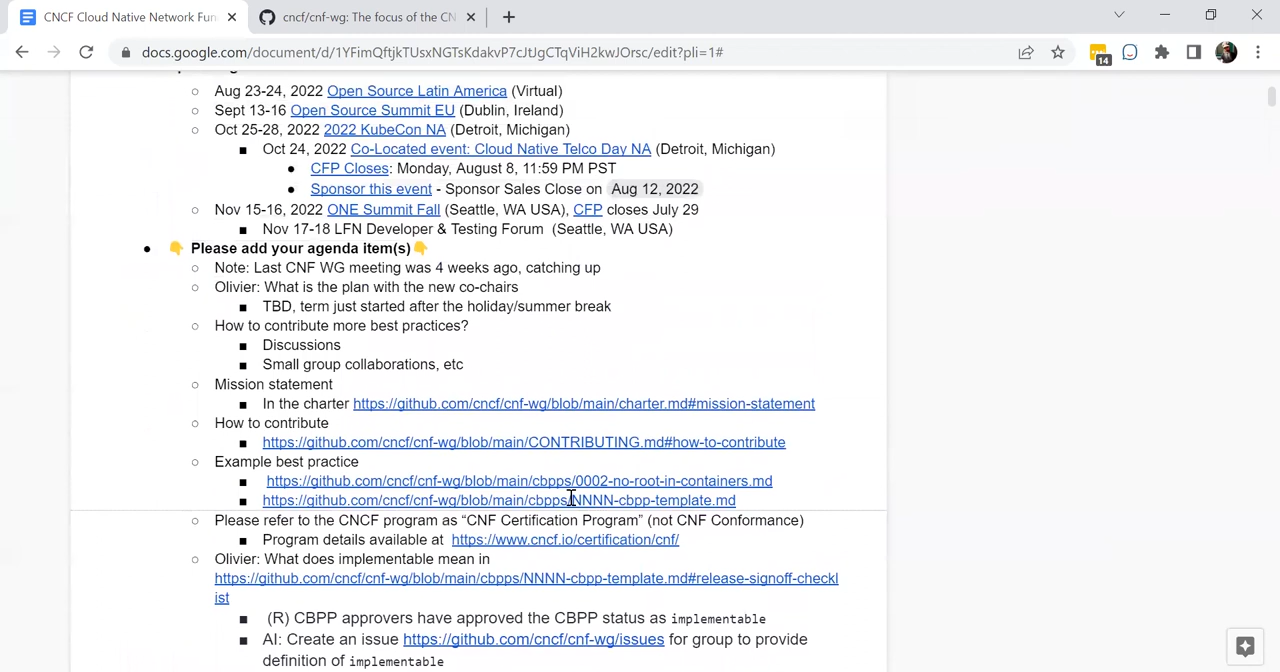 CNCF Cloud Native Network Fun
cncf/cnf-wg: The focus of the CN
docs.google.com/document/d/1YFimQftjkTUsxNGTsKdakvP7cJtJgCTqViH2kwJOrsc/edit?pli=1#
14
Aug 23-24, 2022 Open Source Latin America (Virtual)
Sept 13-16 Open Source Summit EU (Dublin, Ireland)
Oct 25-28, 2022 2022 KubeCon NA (Detroit, Michigan)
Oct 24, 2022 Co-Located event: Cloud Native Telco Day NA (Detroit, Michigan)
CFP Closes: Monday, August 8, 11:59 PM PST
Sponsor this event - Sponsor Sales Close on Aug 12, 2022
Nov 15-16, 2022 ONE Summit Fall (Seattle, WA USA), CFP closes July 29
Nov 17-18 LFN Developer & Testing Forum (Seattle, WA USA)
👇 Please add your agenda item(s)👇
Note: Last CNF WG meeting was 4 weeks ago, catching up
Olivier: What is the plan with the new co-chairs
TBD, term just started after the holiday/summer break
How to contribute more best practices?
Discussions
Small group collaborations, etc
Mission statement
In the charter https://github.com/cncf/cnf-wg/blob/main/charter.md#mission-statement
How to contribute
https://github.com/cncf/cnf-wg/blob/main/CONTRIBUTING.md#how-to-contribute
Example best practice
https://github.com/cncf/cnf-wg/blob/main/cbpps/0002-no-root-in-containers.md
https://github.com/cncf/cnf-wg/blob/main/cbpps/NNNN-cbpp-template.md
Please refer to the CNCF program as “CNF Certification Program” (not CNF Conformance)
Program details available at https://www.cncf.io/certification/cnf/
Olivier: What does implementable mean in
https://github.com/cncf/cnf-wg/blob/main/cbpps/NNNN-cbpp-template.md#release-signoff-checkl
ist
(R) CBPP approvers have approved the CBPP status as implementable
AI: Create an issue https://github.com/cncf/cnf-wg/issues for group to provide
definition of implementable